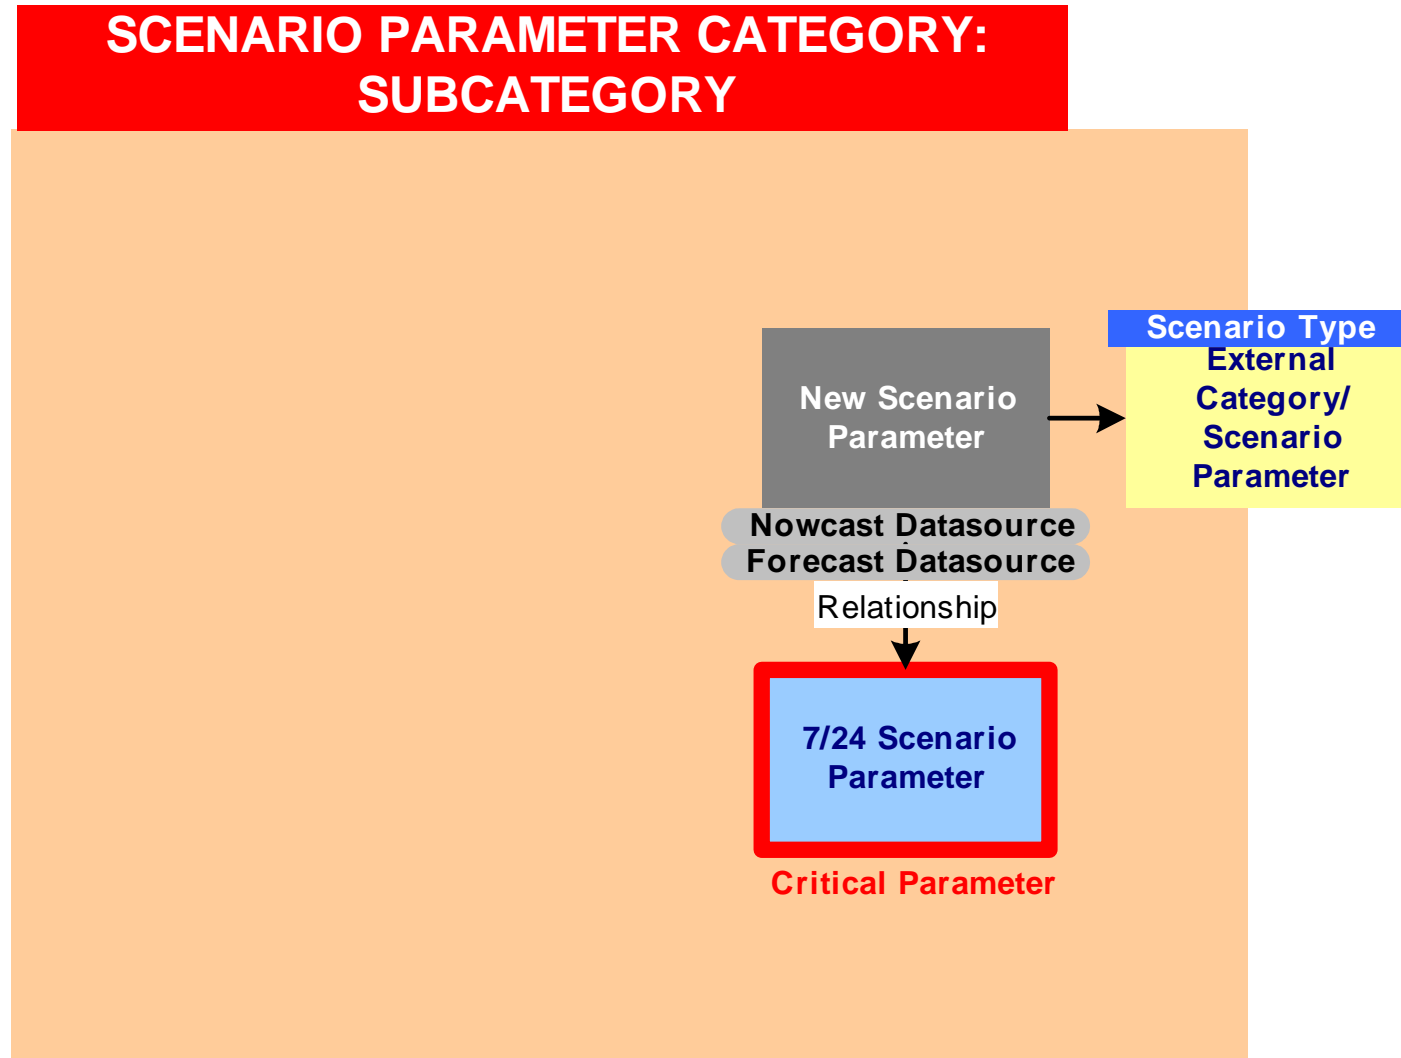 SCENARIO PARAMETER CATEGORY:
SUBCATEGORY
Scenario Type
External
Category/
Scenario
Parameter
New Scenario
Parameter
Nowcast Datasource
Forecast Datasource
Relationship
7/24 Scenario
Parameter
Critical Parameter